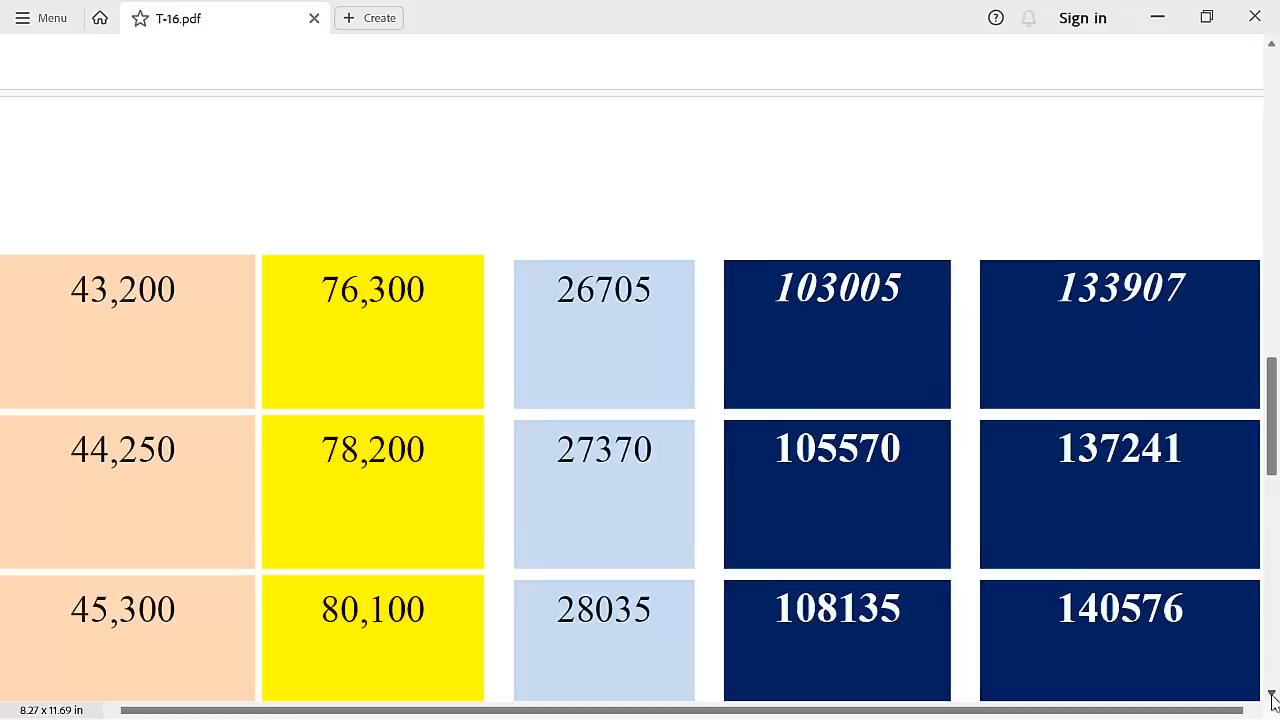 Menu T-16.pdf Create Sign in
43,200 76,300 26705 103005 133907
44,250 78,200 27370 105570 137241
45,300 80,100 28035 108135 140576
8.27 x 11.69 in